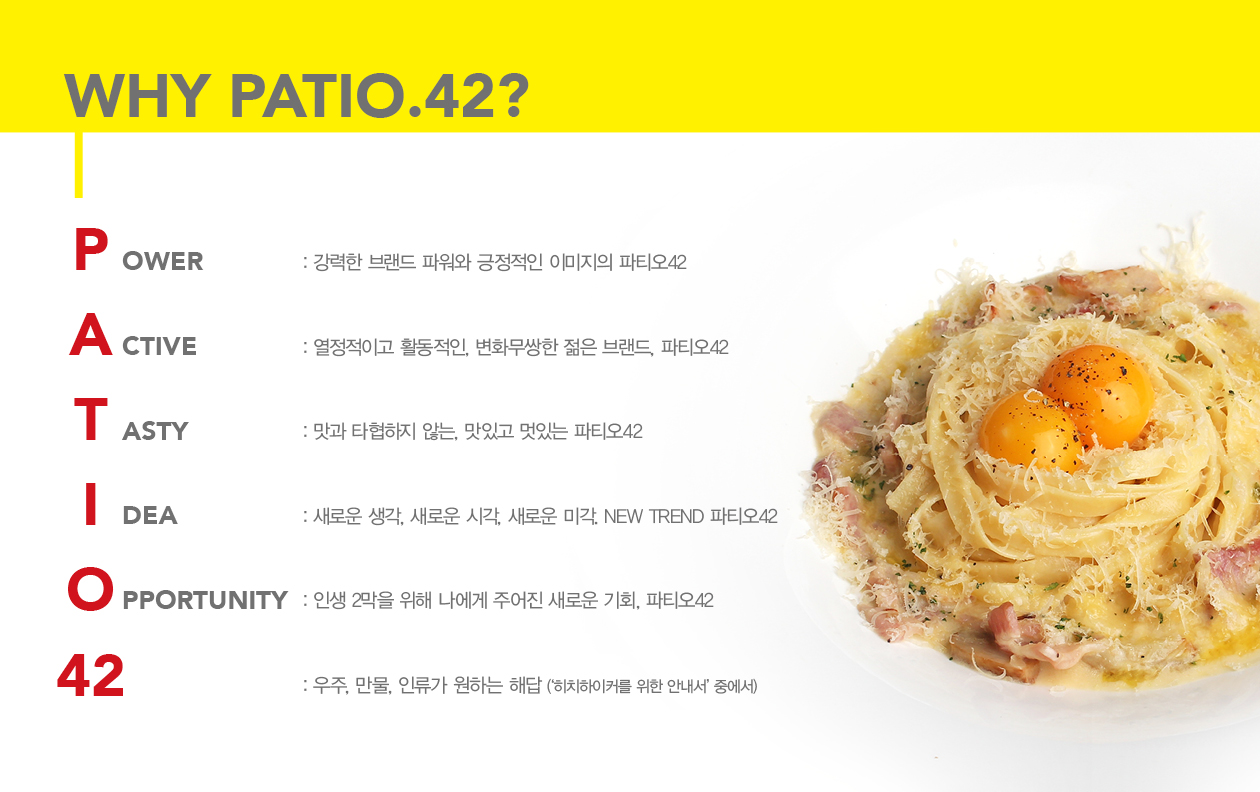 WHY PATIO.42?
POWER : 강력한 브랜드 파워와 긍정적인 이미지의 파티오42
ACTIVE : 열정적이고 활동적인, 변화무쌍한 젊은 브랜드, 파티오42
TASTY : 맛과 타협하지 않는, 맛있고 멋있는 파티오42
IDEA : 새로운 생각, 새로운 시각, 새로운 미각. NEW TREND 파티오42
OPPORTUNITY : 인생 2막을 위해 나에게 주어진 새로운 기회, 파티오42
42 : 우주, 만물, 인류가 원하는 해답 (‘히치하이커를 위한 안내서’ 중에서)